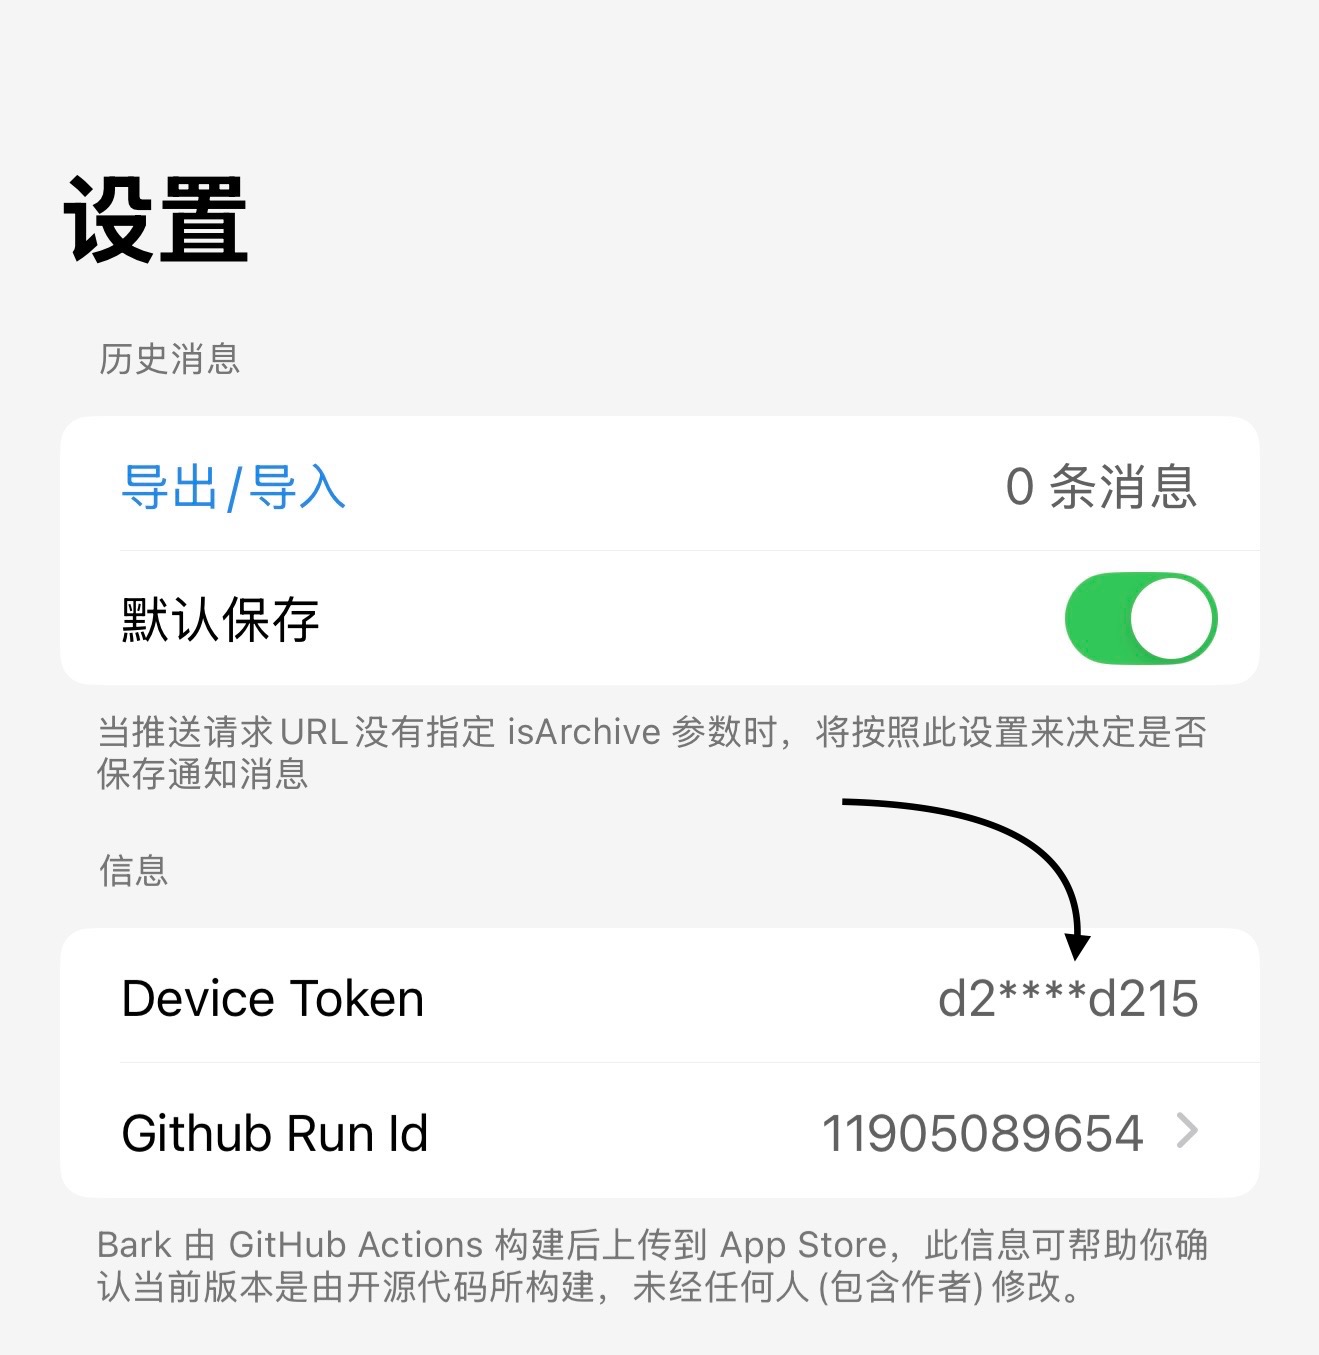 设置
历史消息
导出/导入 0 条消息
默认保存
当推送请求URL没有指定 isArchive 参数时，将按照此设置来决定是否
保存通知消息
信息
Device Token d2****d215
Github Run Id 11905089654
Bark 由 GitHub Actions 构建后上传到 App Store，此信息可帮助你确
认当前版本是由开源代码所构建，未经任何人(包含作者)修改。